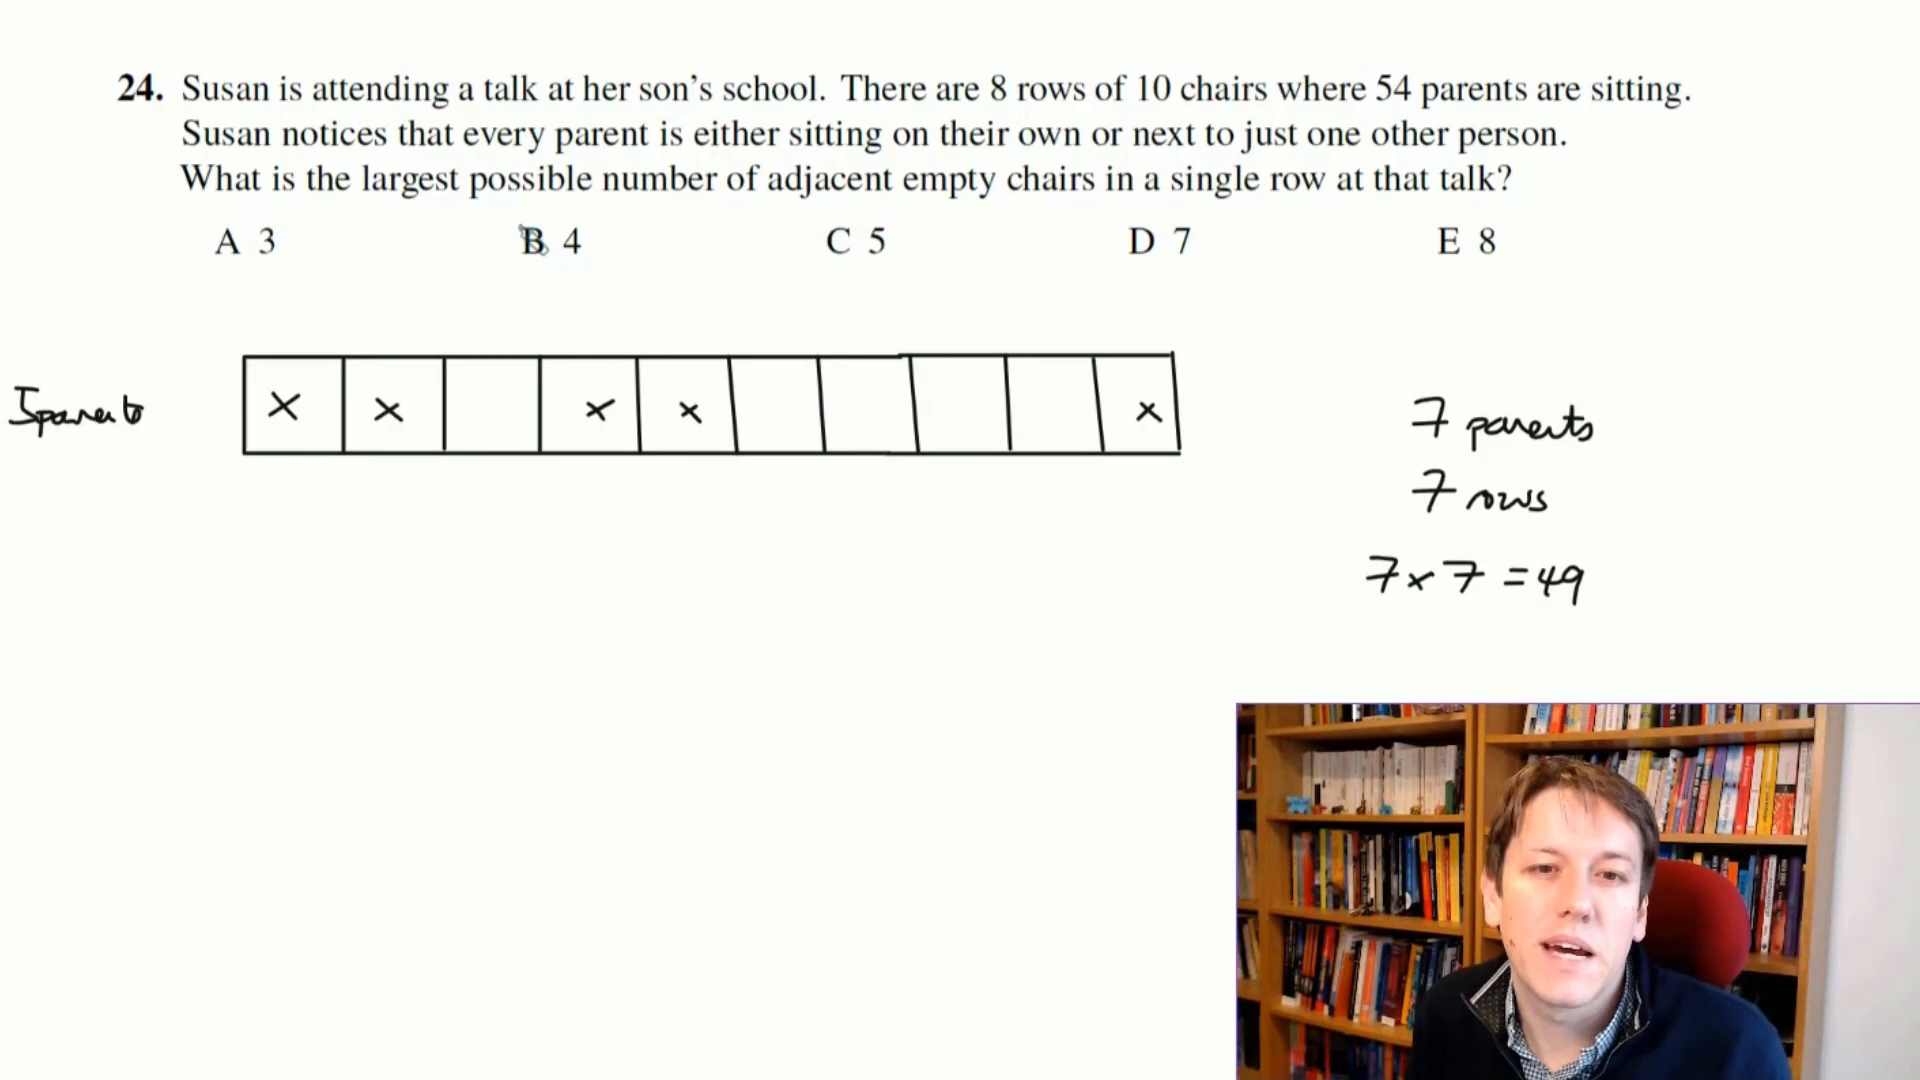 24. Susan is attending a talk at her son's school. There are 8 rows of 10 chairs where 54 parents are sitting.
Susan notices that every parent is either sitting on their own or next to just one other person.
What is the largest possible number of adjacent empty chairs in a single row at that talk?
A 3 B 4 C 5 D 7 E 8
5parents × × × × ×
7 parents
7 rows
7×7=49